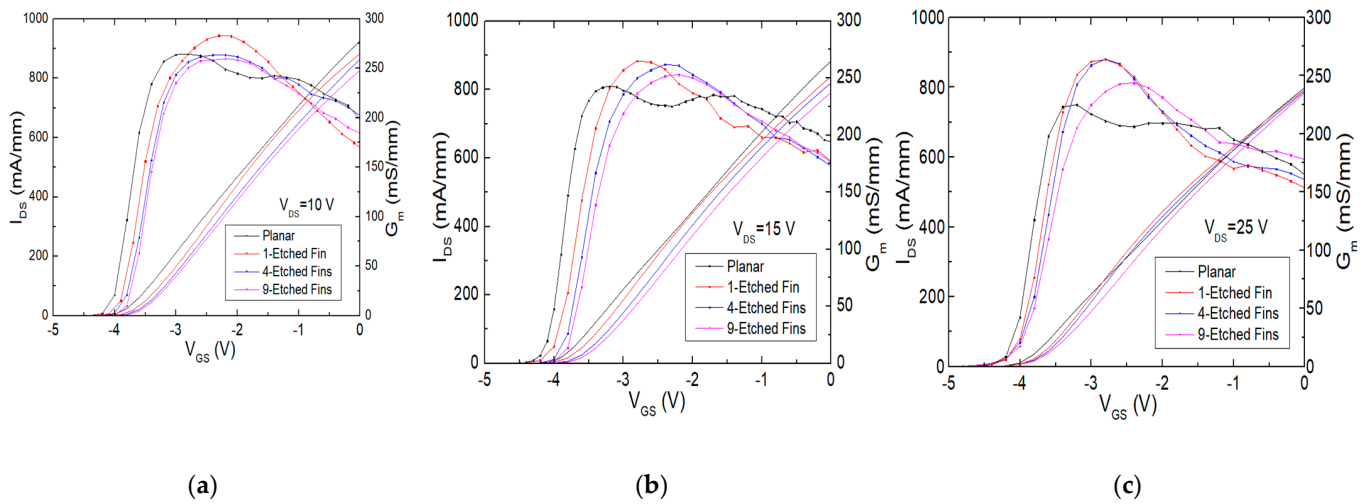 1000
800
600
400
200
0
I_DS (mA/mm)
300
250
200
150
100
50
0
G_m (mS/mm)
V_DS=10 V
Planar
1-Etched Fin
4-Etched Fins
9-Etched Fins
-5 -4 -3 -2 -1 0
V_GS (V)
(a)
1000
800
600
400
200
0
I_DS (mA/mm)
300
250
200
150
100
50
0
G_m (mS/mm)
V_DS=15 V
Planar
1-Etched Fin
4-Etched Fins
9-Etched Fins
-5 -4 -3 -2 -1 0
V_GS (V)
(b)
1000
800
600
400
200
0
I_DS (mA/mm)
300
250
200
150
100
50
0
G_m (mS/mm)
V_DS=25 V
Planar
1-Etched Fin
4-Etched Fins
9-Etched Fins
-5 -4 -3 -2 -1 0
V_GS (V)
(c)